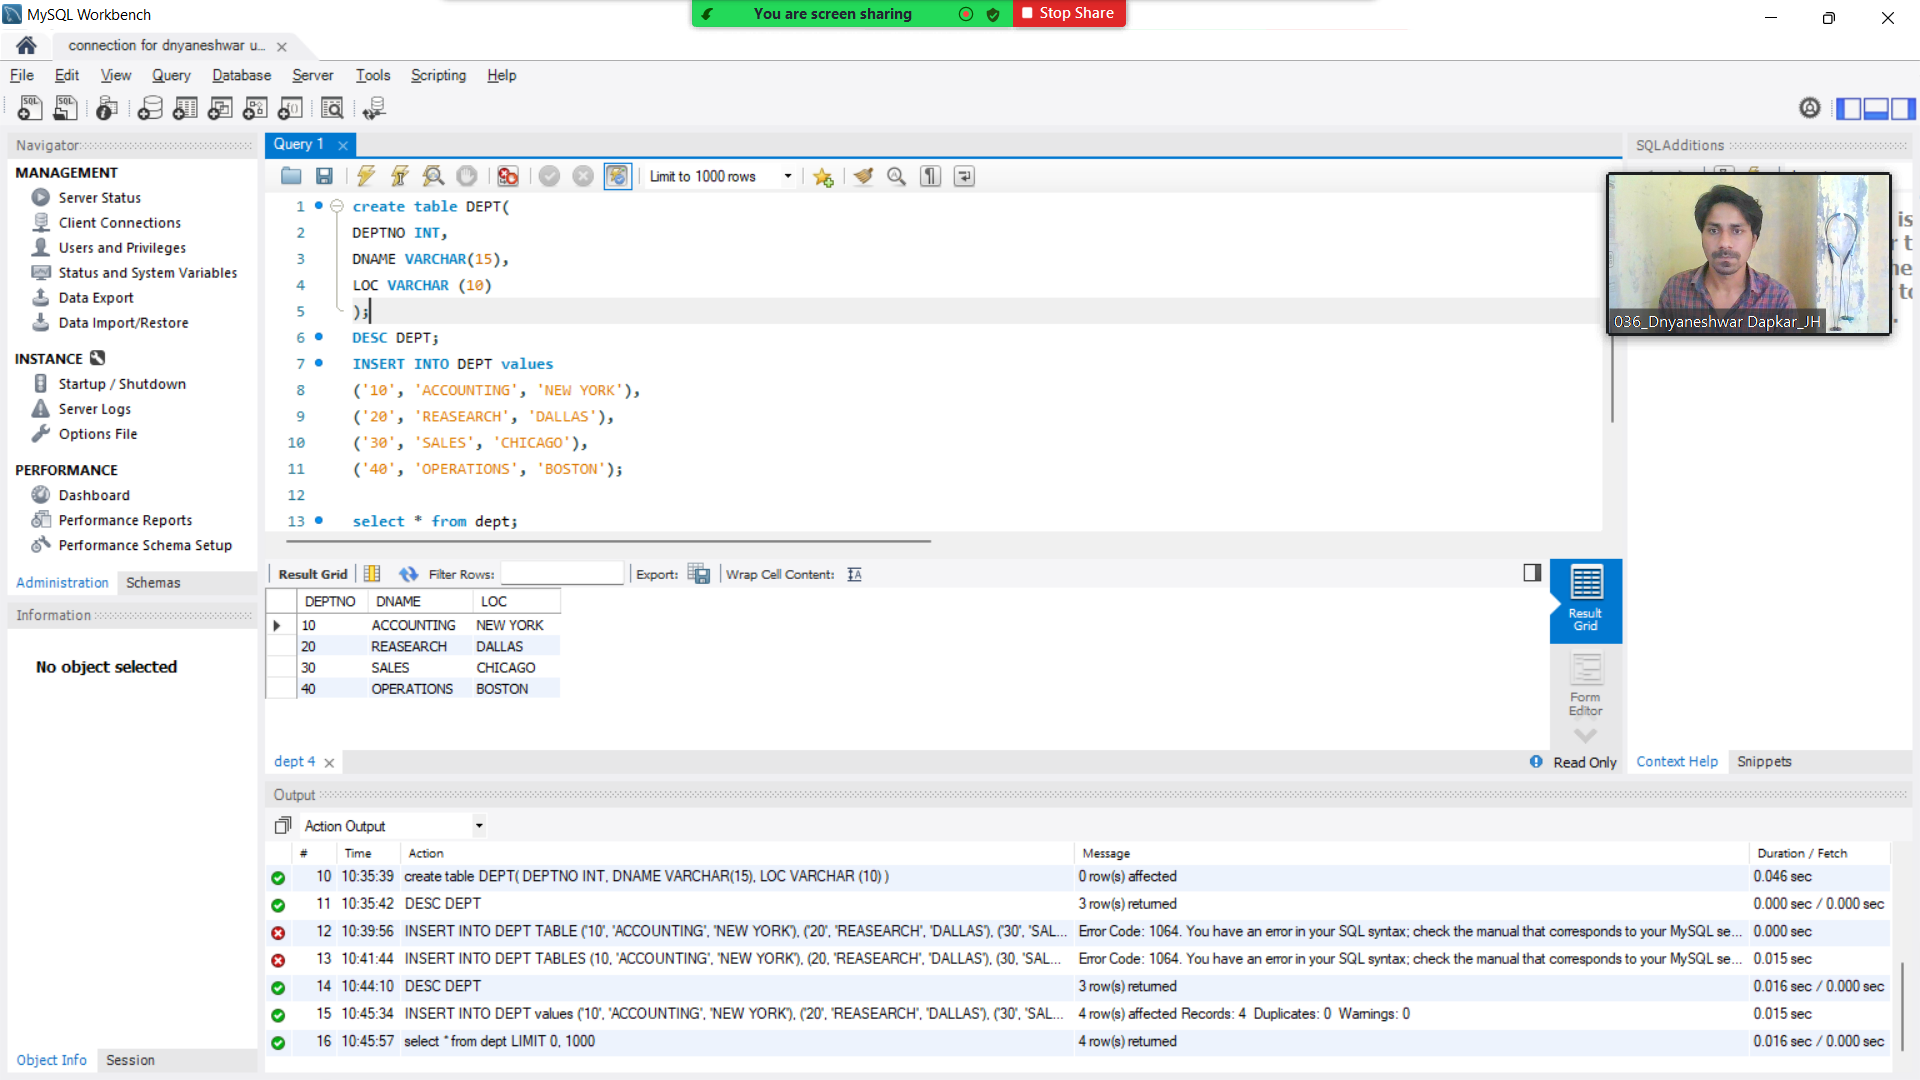 MySQL Workbench
You are screen sharing
Stop Share
connection for dnyaneshwar u...
File Edit View Query Database Server Tools Scripting Help
Navigator
MANAGEMENT
Server Status
Client Connections
Users and Privileges
Status and System Variables
Data Export
Data Import/Restore
INSTANCE
Startup / Shutdown
Server Logs
Options File
PERFORMANCE
Dashboard
Performance Reports
Performance Schema Setup
Administration Schemas
Information
No object selected
Object Info Session
Query 1
Limit to 1000 rows
1 create table DEPT(
2 DEPTNO INT,
3 DNAME VARCHAR(15),
4 LOC VARCHAR (10)
5 );
6 DESC DEPT;
7 INSERT INTO DEPT values
8 ('10', 'ACCOUNTING', 'NEW YORK'),
9 ('20', 'REASEARCH', 'DALLAS'),
10 ('30', 'SALES', 'CHICAGO'),
11 ('40', 'OPERATIONS', 'BOSTON');
12
13 select * from dept;
Result Grid Filter Rows: Export: Wrap Cell Content:
DEPTNO DNAME LOC
10 ACCOUNTING NEW YORK
20 REASEARCH DALLAS
30 SALES CHICAGO
40 OPERATIONS BOSTON
Result
Grid
Form
Editor
dept 4
Read Only
SQLAdditions
036_Dnyaneshwar Dapkar_JH
Context Help Snippets
Output
Action Output
# Time Action Message Duration / Fetch
10 10:35:39 create table DEPT( DEPTNO INT, DNAME VARCHAR(15), LOC VARCHAR (10) ) 0 row(s) affected 0.046 sec
11 10:35:42 DESC DEPT 3 row(s) returned 0.000 sec / 0.000 sec
12 10:39:56 INSERT INTO DEPT TABLE ('10', 'ACCOUNTING', 'NEW YORK'), ('20', 'REASEARCH', 'DALLAS'), ('30', 'SAL... Error Code: 1064. You have an error in your SQL syntax; check the manual that corresponds to your MySQL se... 0.000 sec
13 10:41:44 INSERT INTO DEPT TABLES (10, 'ACCOUNTING', 'NEW YORK'), (20, 'REASEARCH', 'DALLAS'), (30, 'SAL... Error Code: 1064. You have an error in your SQL syntax; check the manual that corresponds to your MySQL se... 0.015 sec
14 10:44:10 DESC DEPT 3 row(s) returned 0.016 sec / 0.000 sec
15 10:45:34 INSERT INTO DEPT values ('10', 'ACCOUNTING', 'NEW YORK'), ('20', 'REASEARCH', 'DALLAS'), ('30', 'SAL... 4 row(s) affected Records: 4 Duplicates: 0 Warnings: 0 0.015 sec
16 10:45:57 select * from dept LIMIT 0, 1000 4 row(s) returned 0.016 sec / 0.000 sec